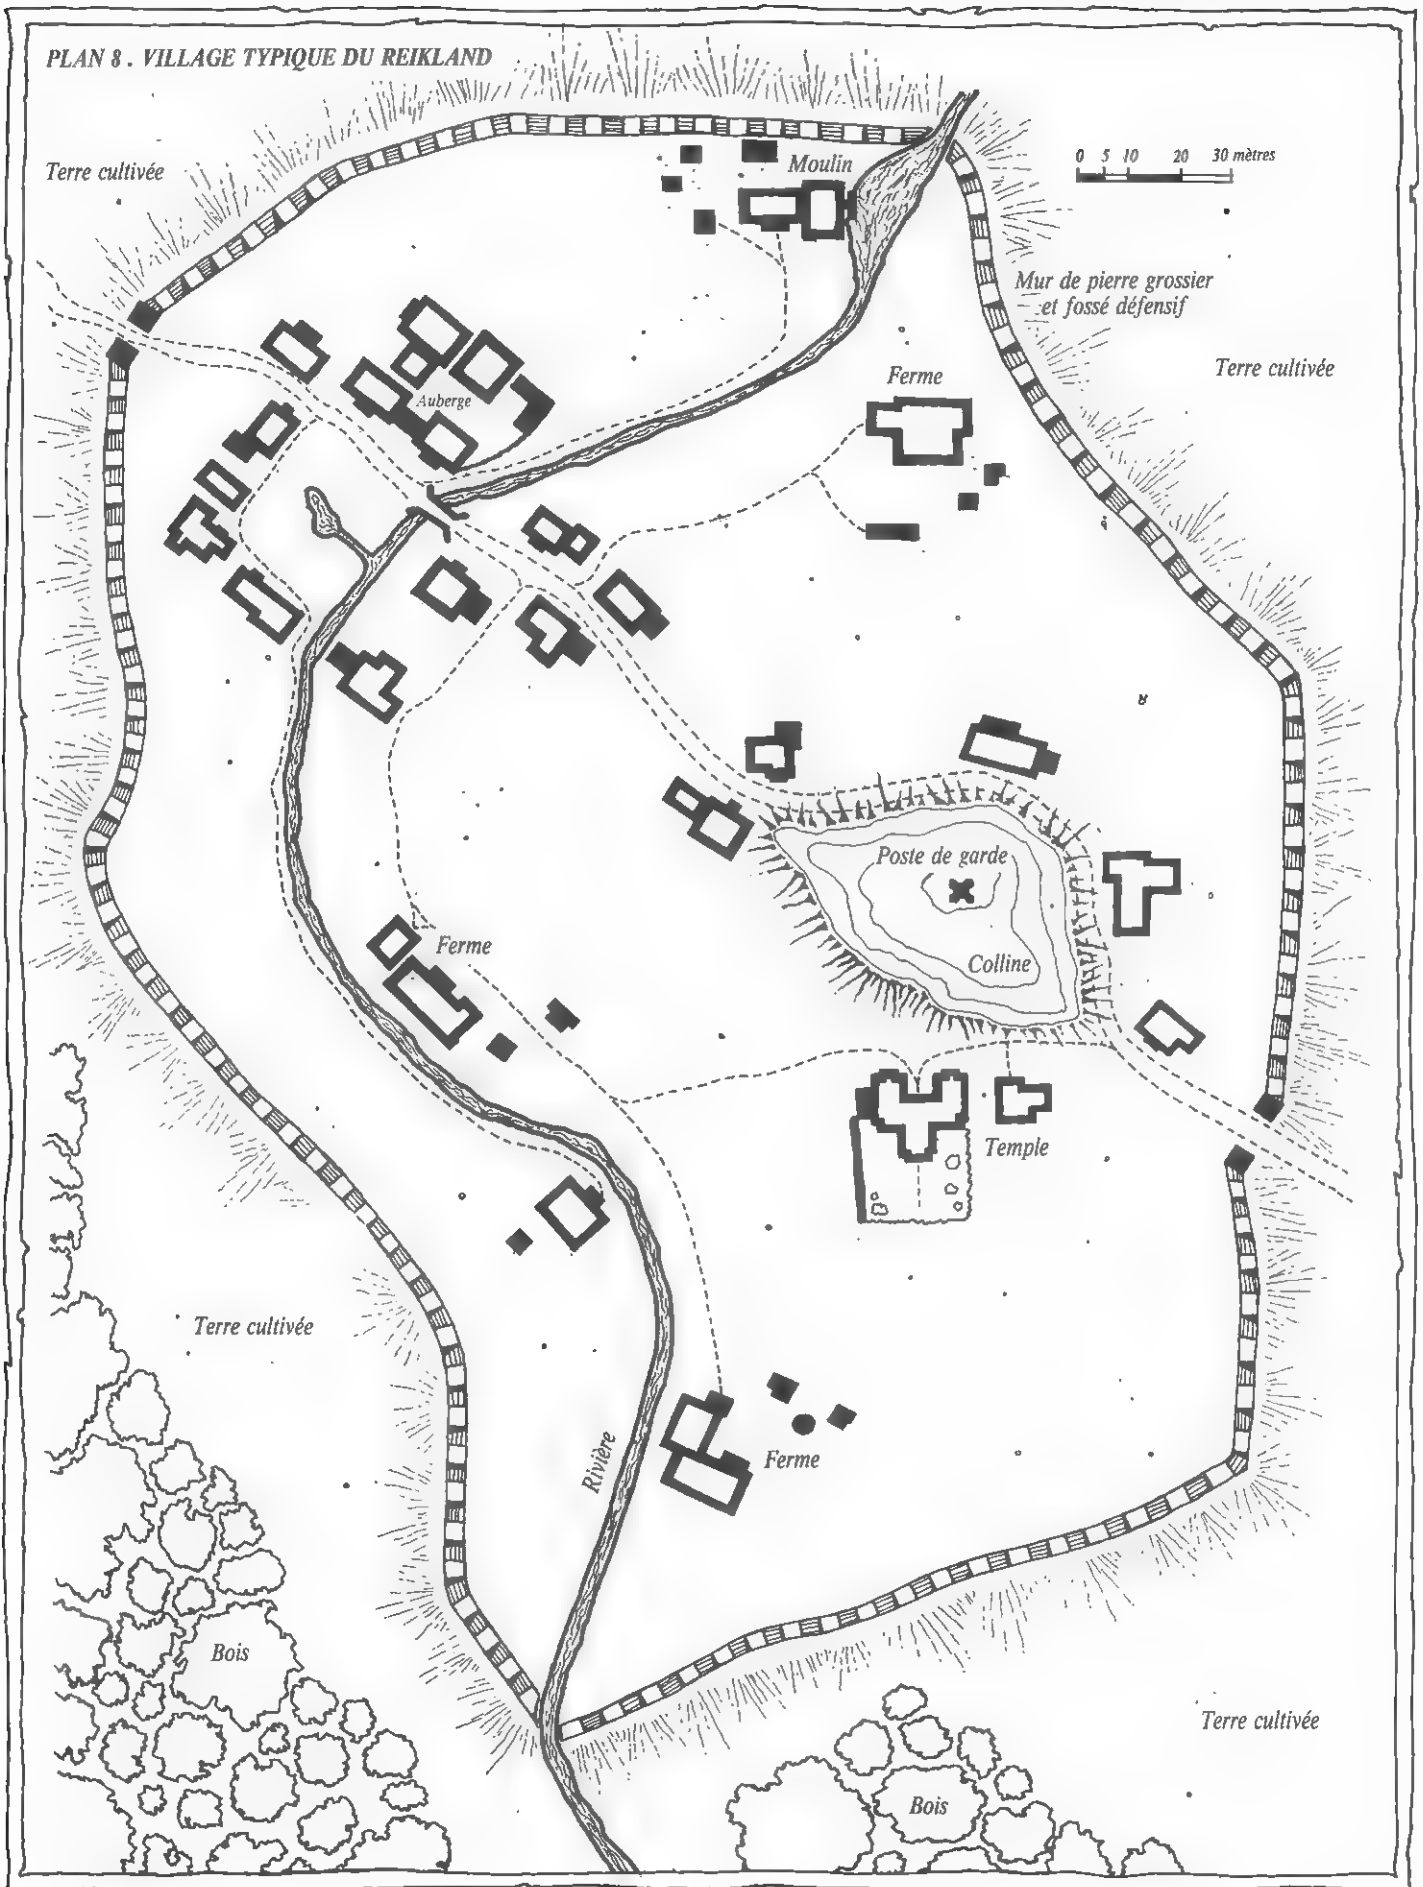 PLAN 8 . VILLAGE TYPIQUE DU REIKLAND
Terre cultivée
Moulin
0 5 10 20 30 mètres
Mur de pierre grossier
et fossé défensif
Terre cultivée
Ferme
Auberge
Poste de garde
Ferme
Colline
Temple
Terre cultivée
Rivière
Ferme
Bois
Terre cultivée
Bois